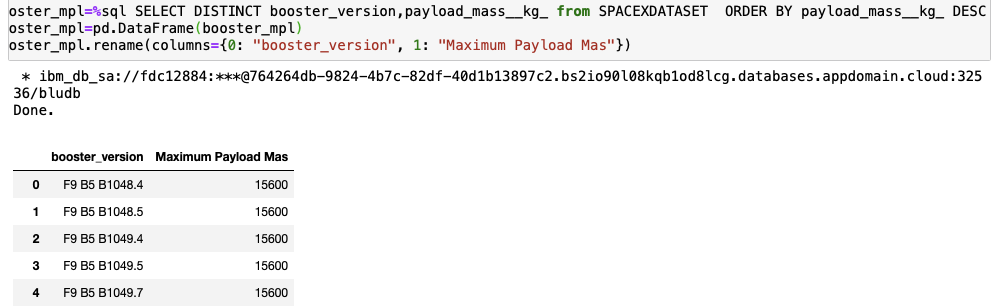 oster_mpl=%sql SELECT DISTINCT booster_version,payload_mass__kg_ from SPACEXDATASET  ORDER BY payload_mass__kg_ DESC
oster_mpl=pd.DataFrame(booster_mpl)
oster_mpl.rename(columns={0: "booster_version", 1: "Maximum Payload Mas"})
* ibm_db_sa://fdc12884:***@764264db-9824-4b7c-82df-40d1b13897c2.bs2io90l08kqb1od8lcg.databases.appdomain.cloud:325
36/bludb
Done.
booster_version Maximum Payload Mas
0 F9 B5 B1048.4 15600
1 F9 B5 B1048.5 15600
2 F9 B5 B1049.4 15600
3 F9 B5 B1049.5 15600
4 F9 B5 B1049.7 15600